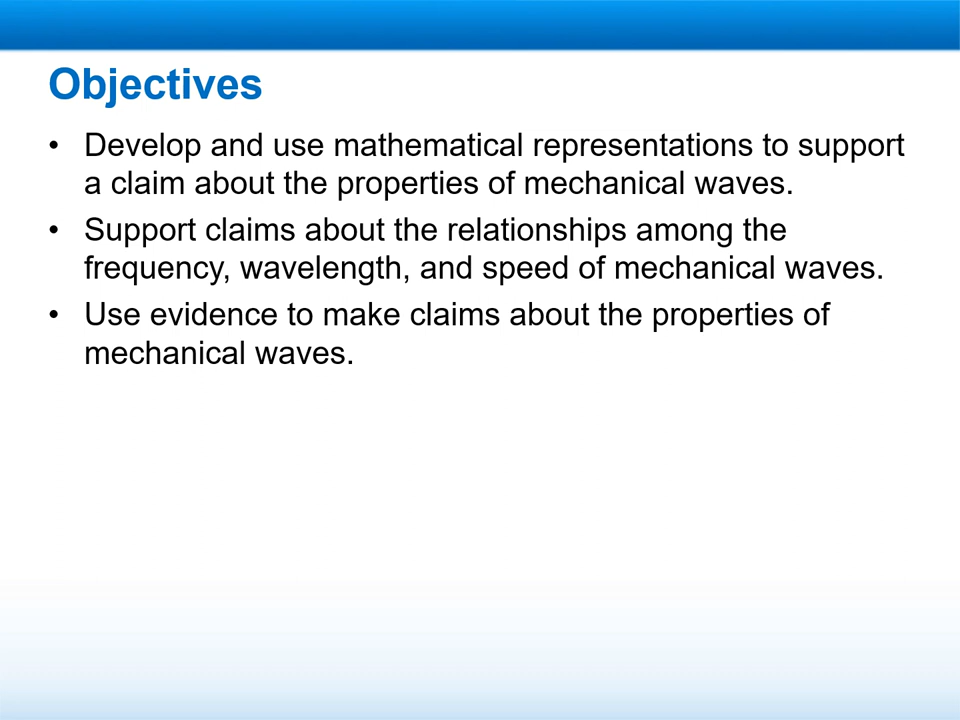 Objectives
• Develop and use mathematical representations to support
a claim about the properties of mechanical waves.
• Support claims about the relationships among the
frequency, wavelength, and speed of mechanical waves.
• Use evidence to make claims about the properties of
mechanical waves.